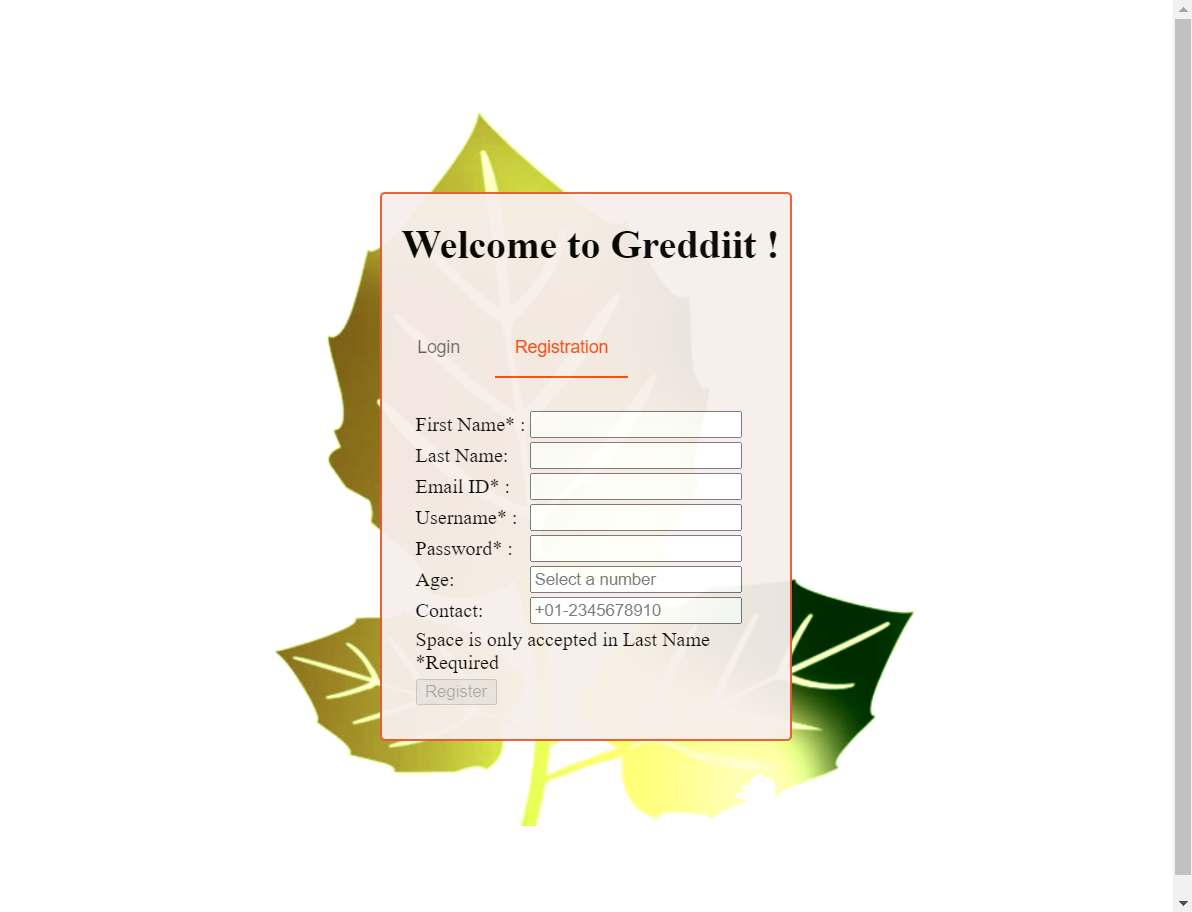 Welcome to Greddiit !
Login Registration
First Name* :
Last Name:
Email ID* :
Username* :
Password* :
Age: Select a number
Contact: +01-2345678910
Space is only accepted in Last Name
*Required
Register